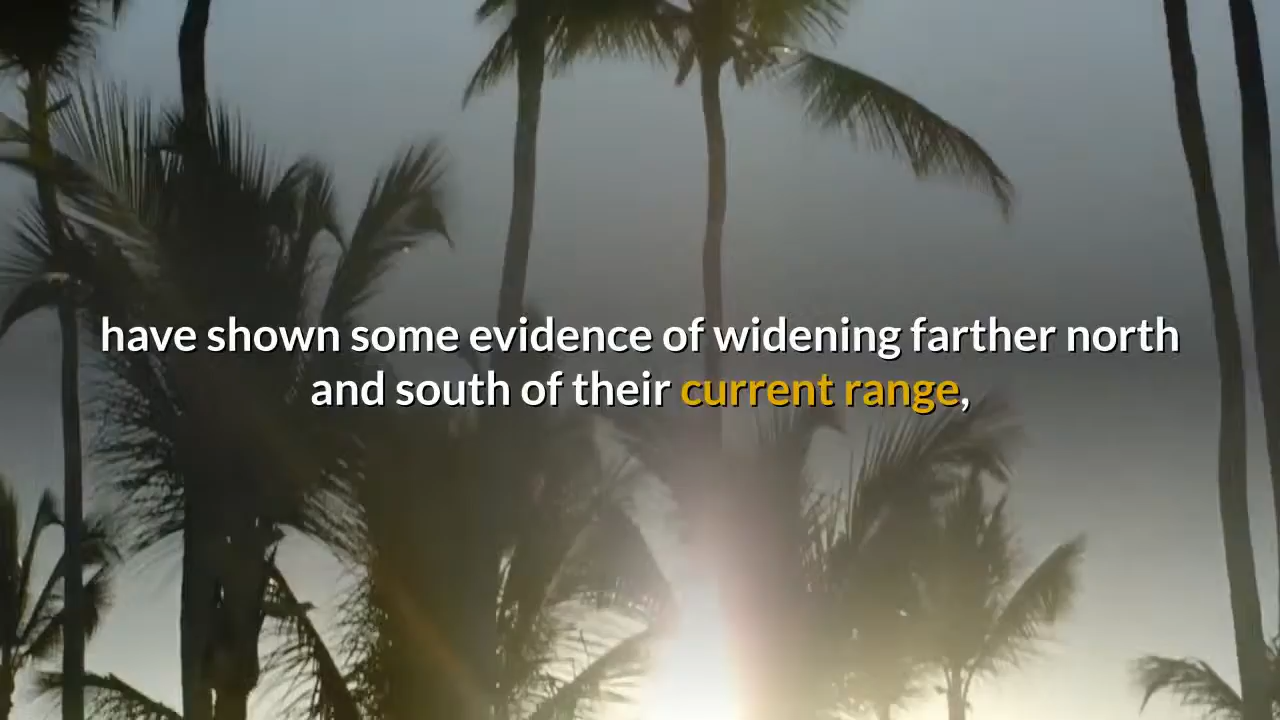 have shown some evidence of widening farther north
and south of their current range,